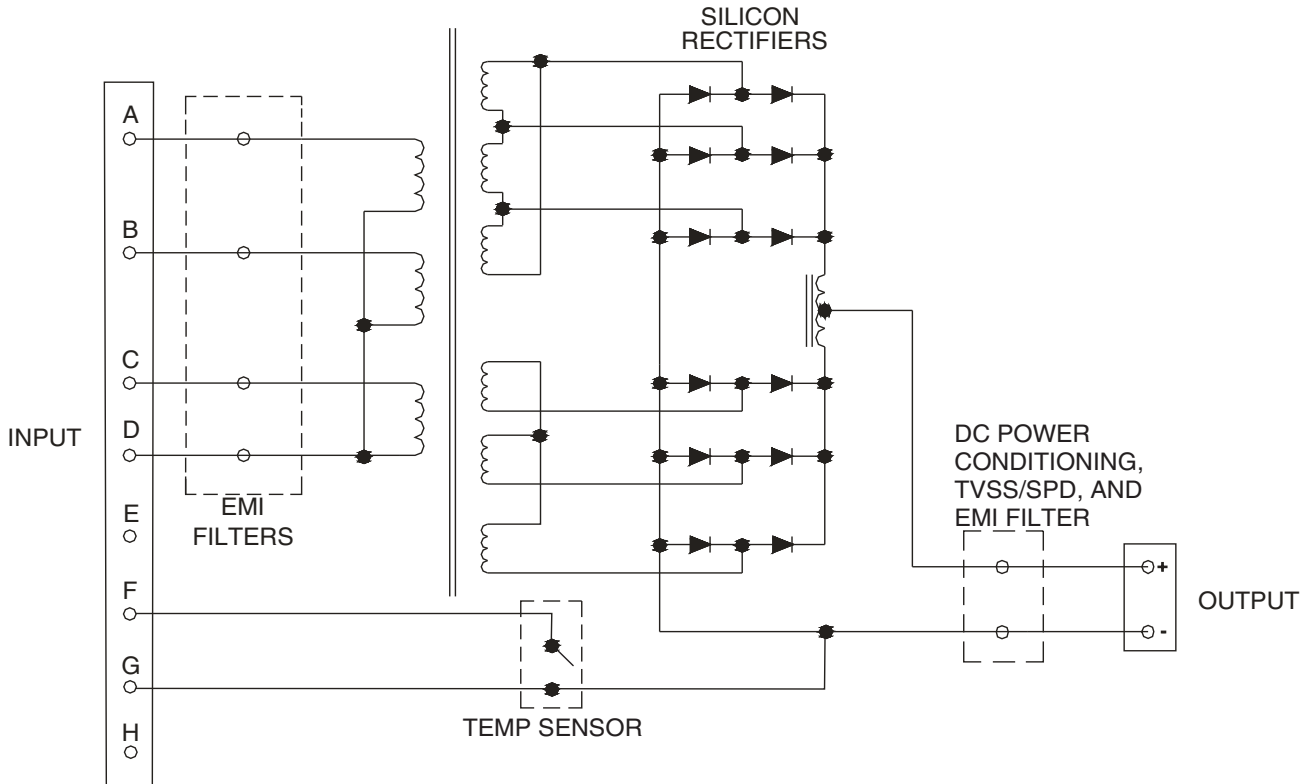 SILICON
RECTIFIERS
A
B
C
D
INPUT
E
F
G
H
EMI
FILTERS
TEMP SENSOR
DC POWER
CONDITIONING,
TVSS/SPD, AND
EMI FILTER
+
-
OUTPUT